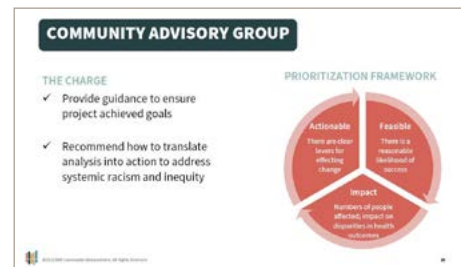 COMMUNITY ADVISORY GROUP
THE CHARGE
✓ Provide guidance to ensure
project achieved goals
✓ Recommend how to translate
analysis into action to address
systemic racism and inequity
PRIORITIZATION FRAMEWORK
Actionable
There are clear
levers for
effecting
change
Feasible
There is a
reasonable
likelihood of
success
Impact
Numbers of people
affected; impact on
disparities in health
outcomes